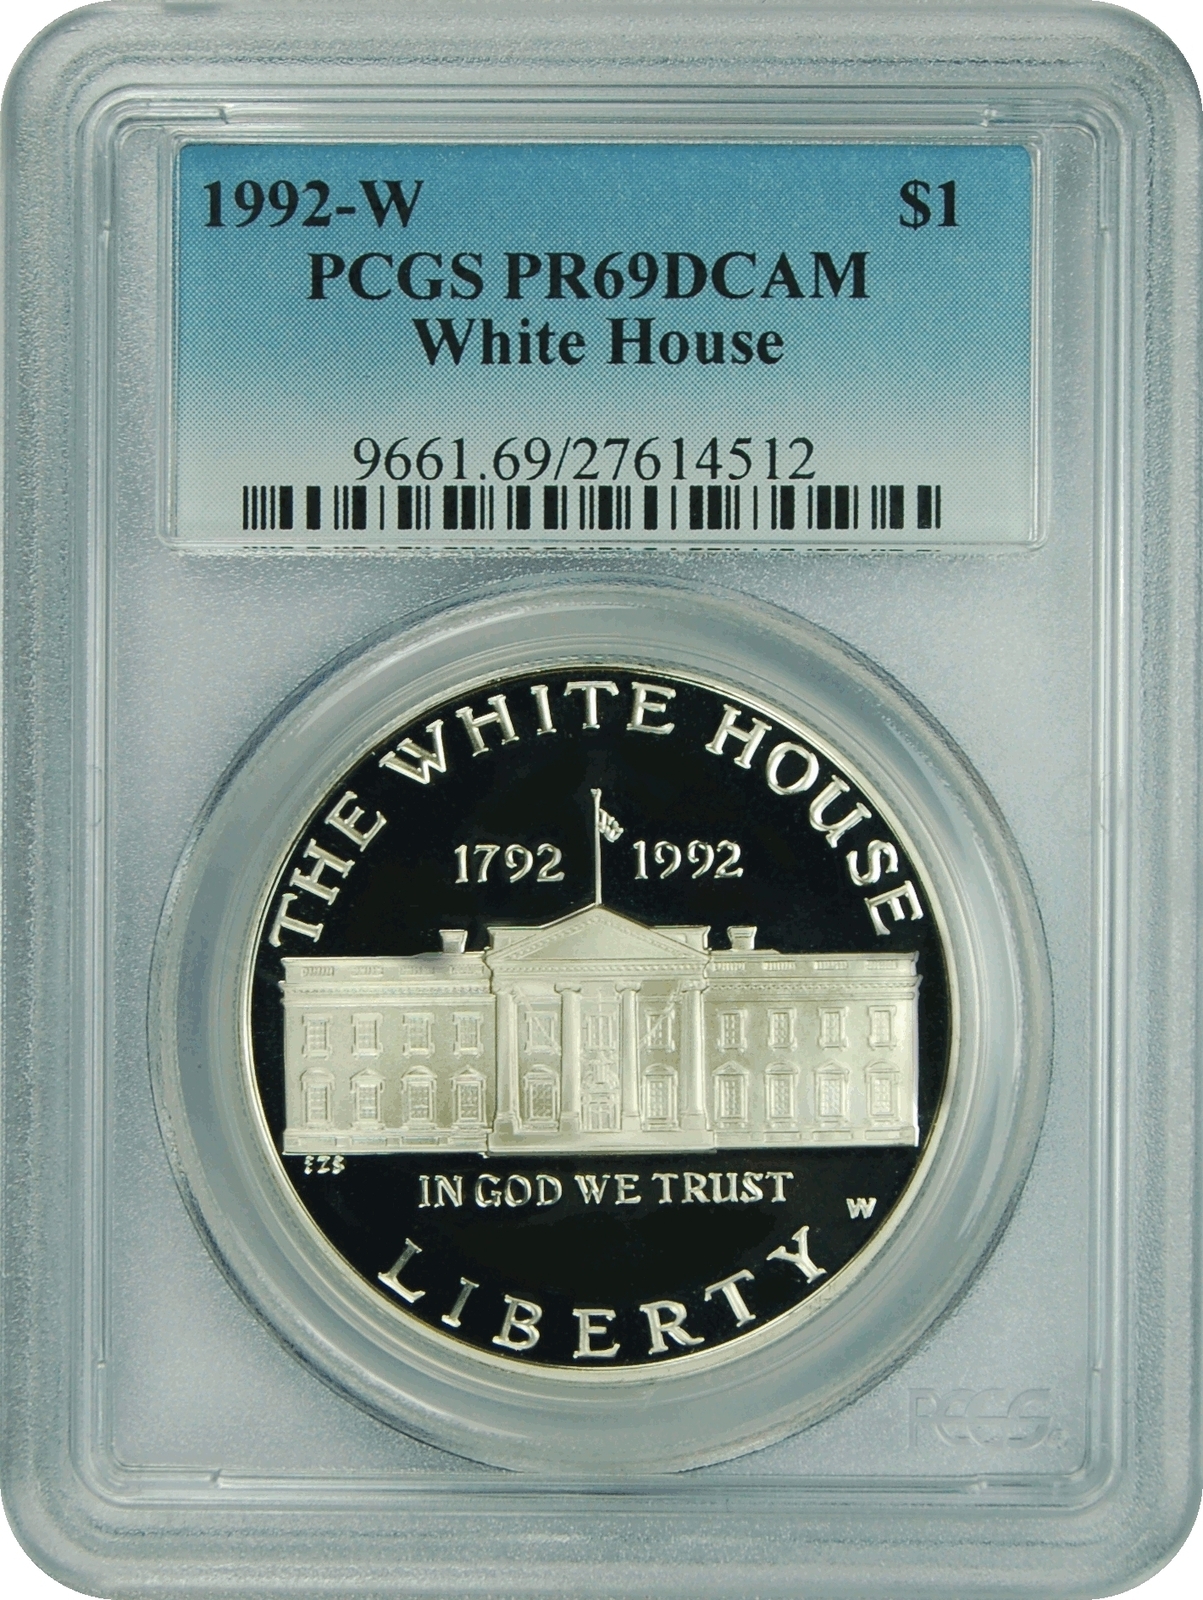 1992-W $1
PCGS PR69DCAM
White House
9661.69/27614512
THE WHITE HOUSE
1792 1992
EZS
IN GOD WE TRUST
W
LIBERTY
PCGS